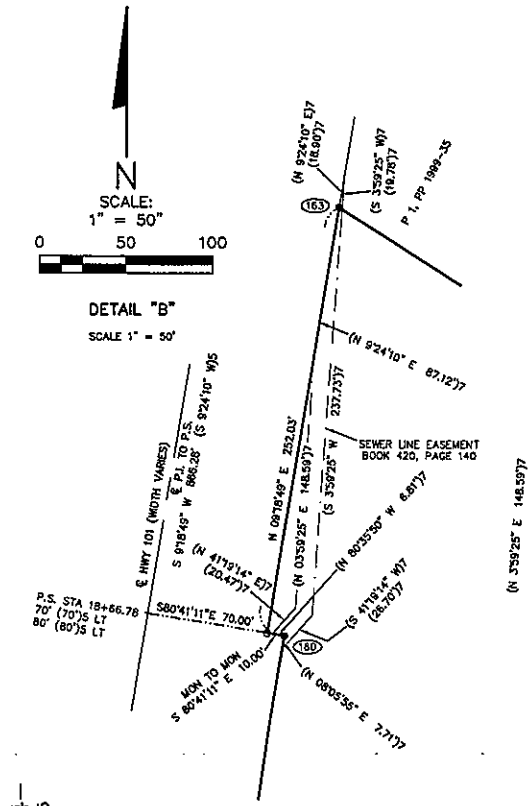 N
SCALE:
1" = 50"
0 50 100
DETAIL "B"
SCALE 1" = 50'
(N 9°24'10" E)7
(18.90')7
(S 3°59'25" W)7
(19.78')7
P 1, PP 1999-35
163
(N 9°24'10" E 87.12')7
N 09°18'49" E 252.03'
(N 03°59'25" E 148.59')7
(S 3°59'25" W 237.73')7
SEWER LINE EASEMENT
BOOK 420, PAGE 140
(N 3°59'25" E 148.59')7
℄ HWY 101 (WIDTH VARIES)
℄ P.I. TO P.S.
S 9°18'49" W 866.28' (S 9°24'10" W)5
(N 41°19'14" E)7
(20.47')7
(N 80°35'50" W 6.81')7
(S 41°19'14" W)7
(26.70')7
P.S. STA 18+66.78
70' (70')5 LT
80' (80')5 LT
S80°41'11"E 70.00'
MON TO MON
S 80°41'11" E 10.00'
180
(N 08°05'55" E 7.71')7